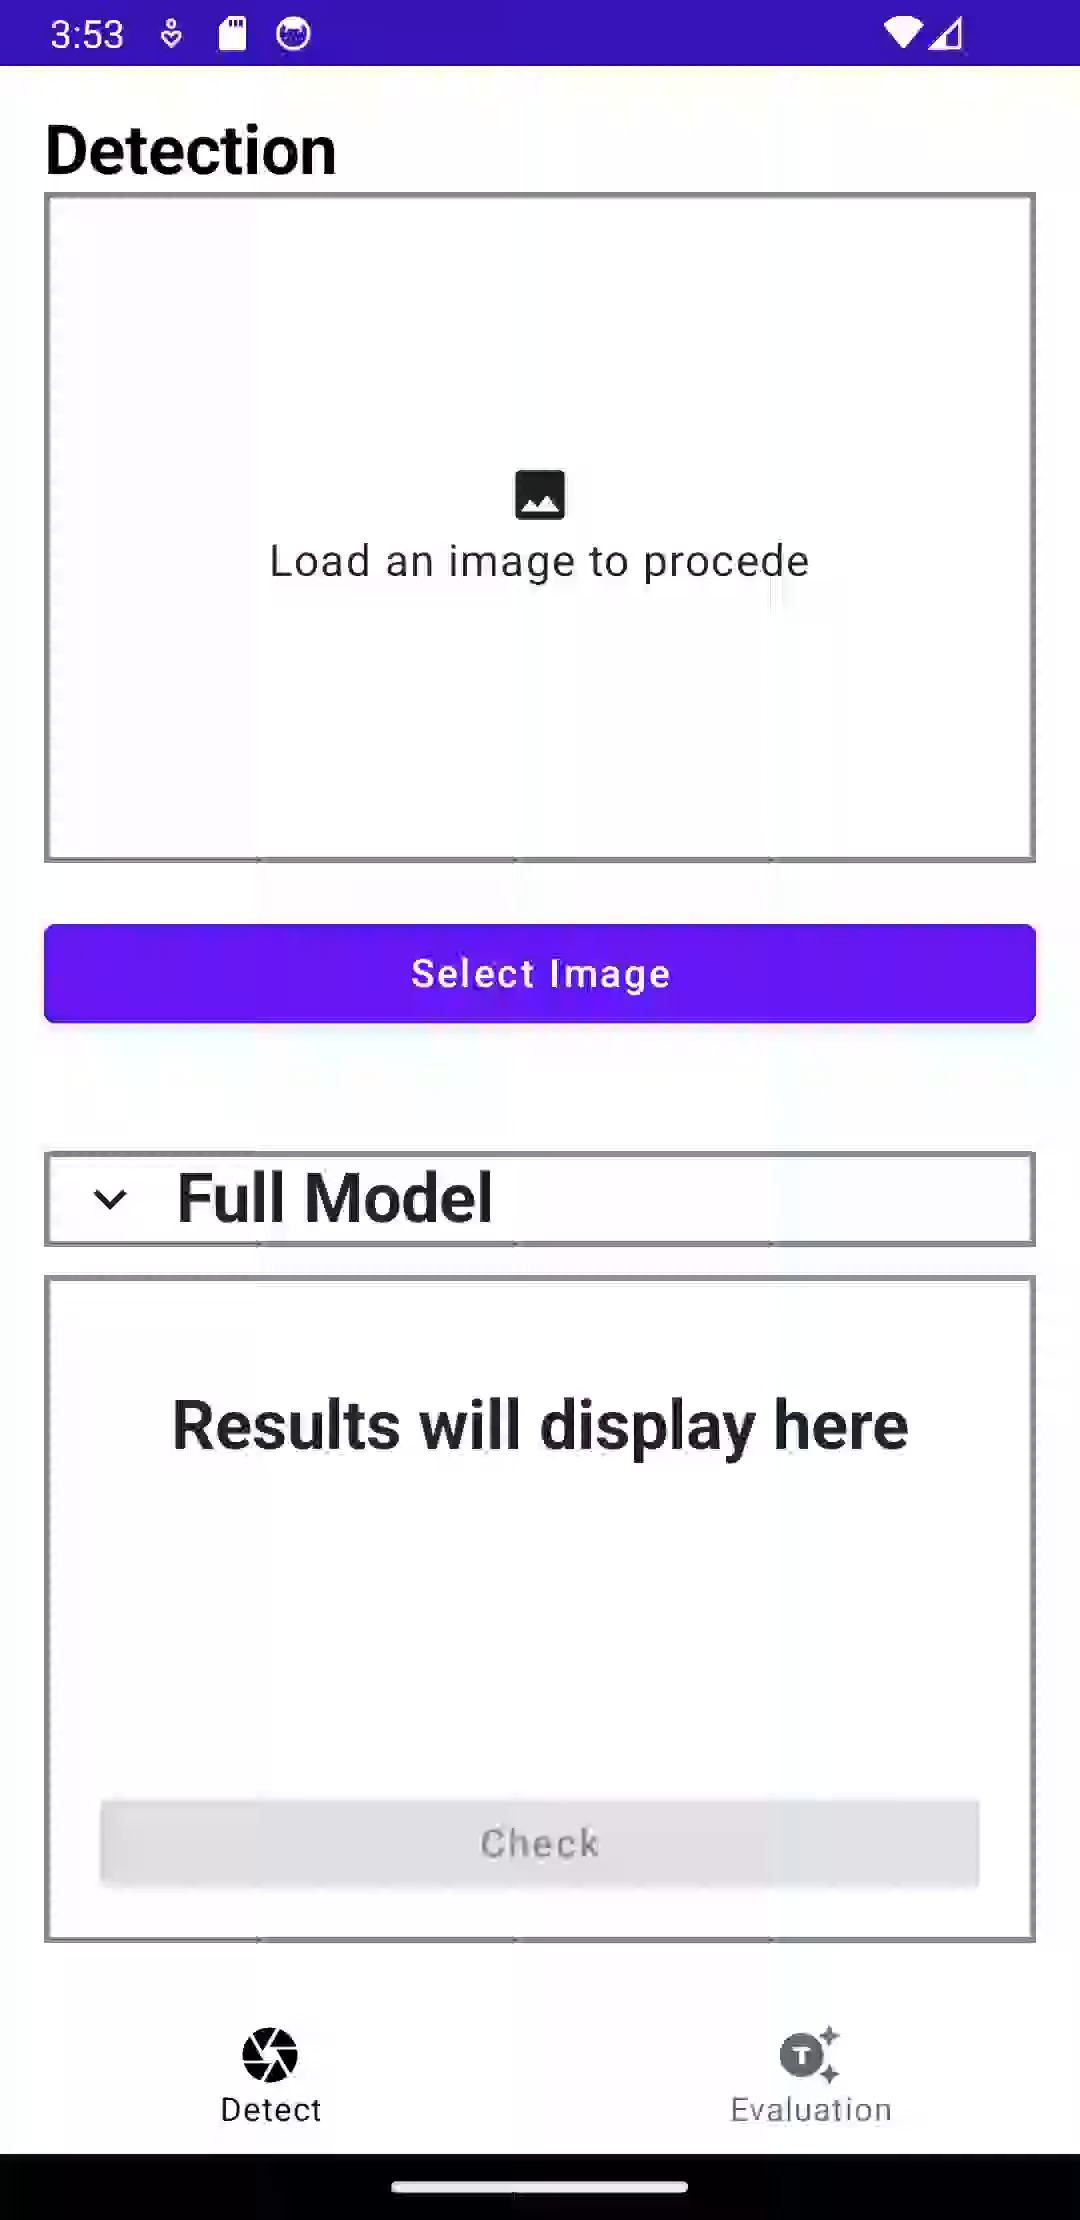 3:53
Detection
Load an image to procede
Select Image
Full Model
Results will display here
Check
Detect
T
Evaluation